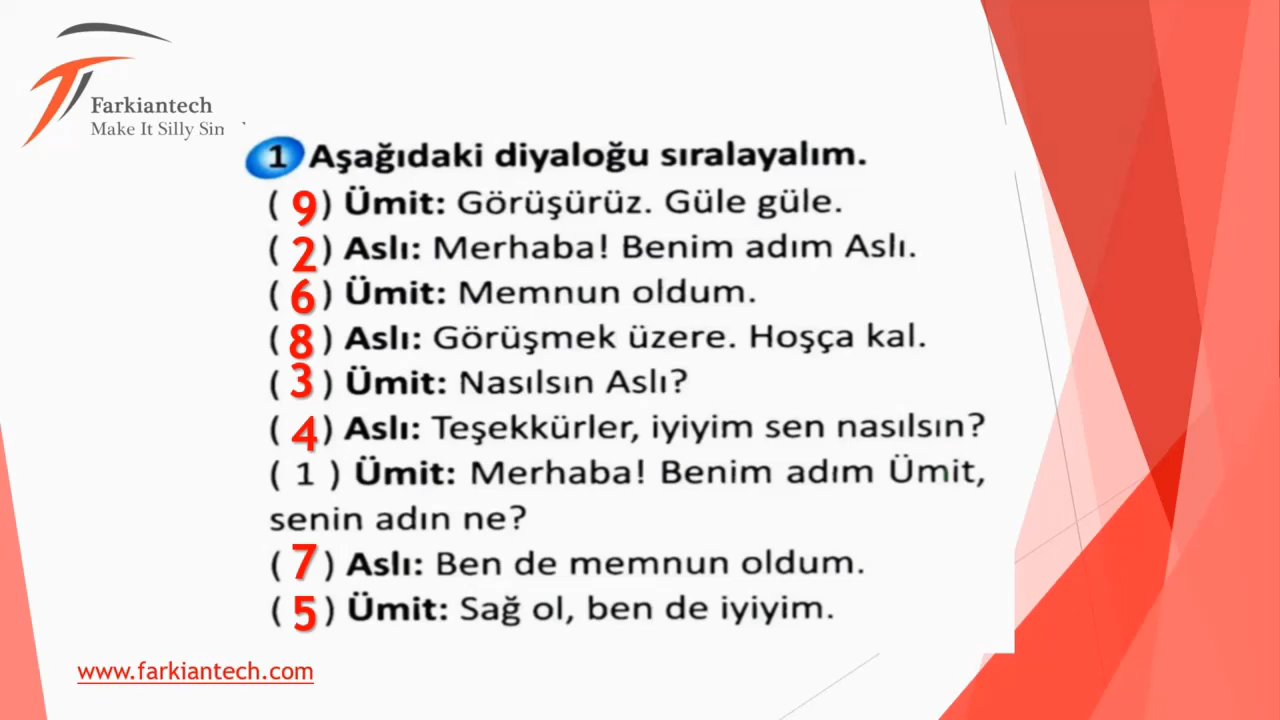 Farkiantech
Make It Silly Sim
1 Aşağıdaki diyaloğu sıralayalım.
( 9 ) Ümit: Görüşürüz. Güle güle.
( 2 ) Aslı: Merhaba! Benim adım Aslı.
( 6 ) Ümit: Memnun oldum.
( 8 ) Aslı: Görüşmek üzere. Hoşça kal.
( 3 ) Ümit: Nasılsın Aslı?
( 4 ) Aslı: Teşekkürler, iyiyim sen nasılsın?
( 1 ) Ümit: Merhaba! Benim adım Ümit,
senin adın ne?
( 7 ) Aslı: Ben de memnun oldum.
( 5 ) Ümit: Sağ ol, ben de iyiyim.
www.farkiantech.com